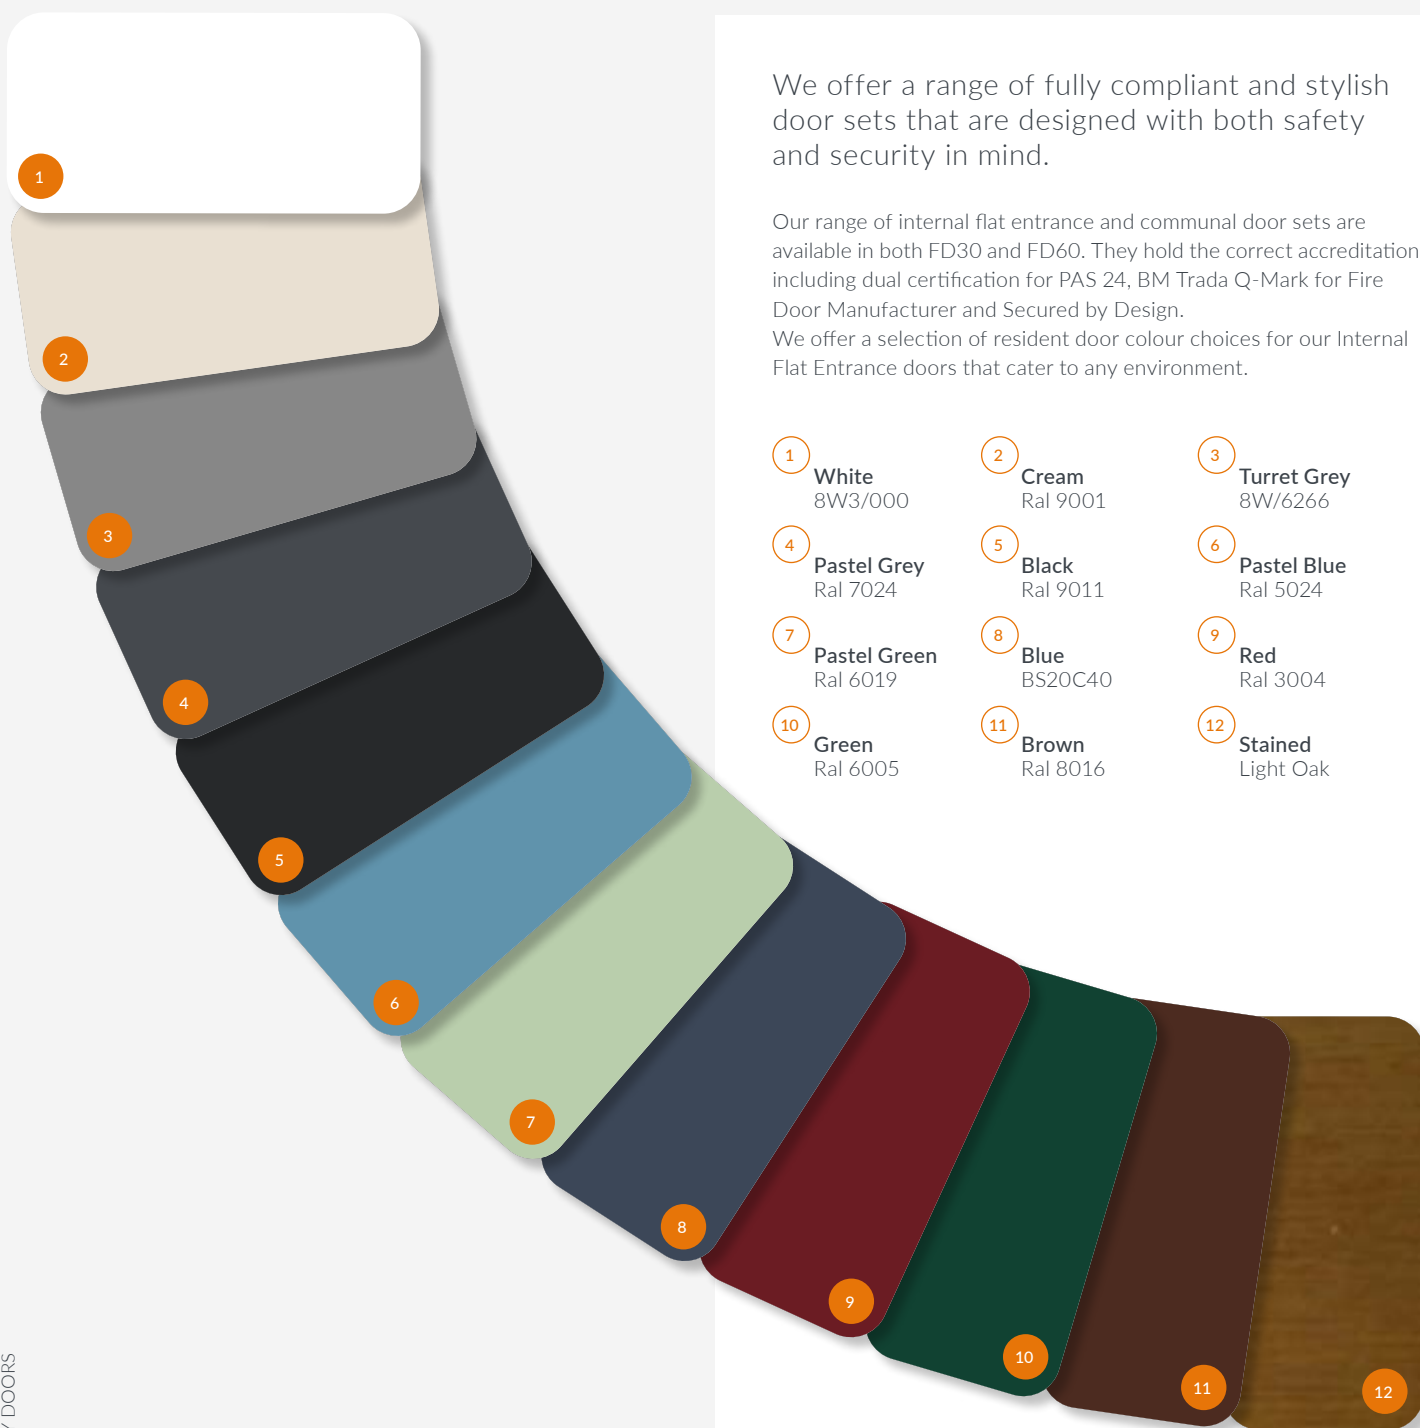 We offer a range of fully compliant and stylish
door sets that are designed with both safety
and security in mind.
Our range of internal flat entrance and communal door sets are
available in both FD30 and FD60. They hold the correct accreditation
including dual certification for PAS 24, BM Trada Q-Mark for Fire
Door Manufacturer and Secured by Design.
We offer a selection of resident door colour choices for our Internal
Flat Entrance doors that cater to any environment.
1
White
8W3/000
2
Cream
Ral 9001
3
Turret Grey
8W/6266
4
Pastel Grey
Ral 7024
5
Black
Ral 9011
6
Pastel Blue
Ral 5024
7
Pastel Green
Ral 6019
8
Blue
BS20C40
9
Red
Ral 3004
10
Green
Ral 6005
11
Brown
Ral 8016
12
Stained
Light Oak
1
2
3
4
5
6
7
8
9
10
11
12
DOORS